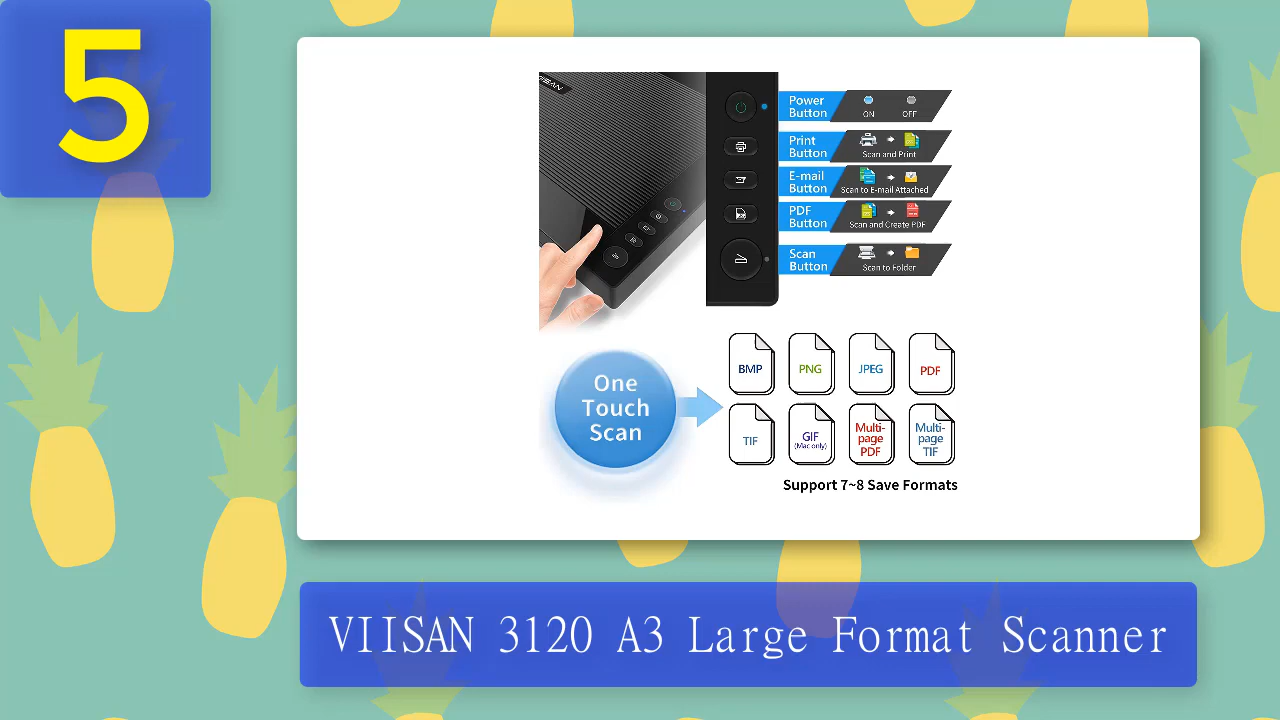 5
Power
Button
ON OFF
Print
Button
Scan and Print
E-mail
Button
Scan to E-mail Attached
PDF
Button
Scan and Create PDF
Scan
Button
Scan to Folder
One
Touch
Scan
BMP
PNG
JPEG
PDF
TIF
GIF
(Mac only)
Multi-
page
PDF
Multi-
page
TIF
Support 7~8 Save Formats
VIISAN 3120 A3 Large Format Scanner